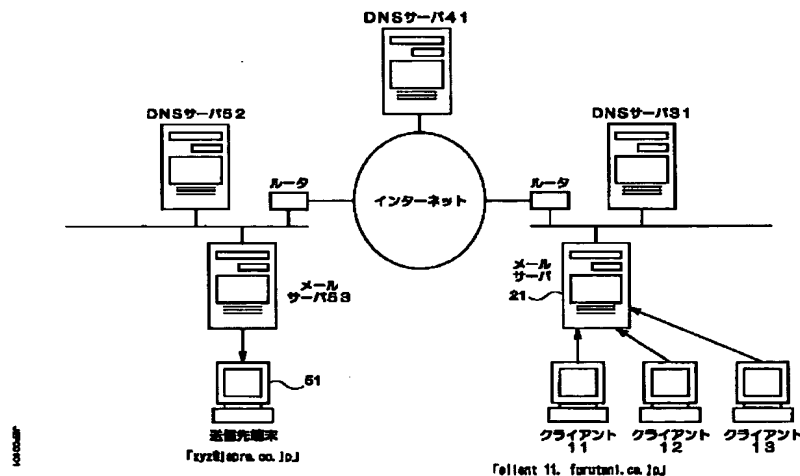 DNSサーバ41
DNSサーバ52
DNSサーバ31
ルータ
インターネット
ルータ
メール
サーバ53
メール
サーバ
21
51
送信先端末
クライアント
11
クライアント
12
クライアント
13